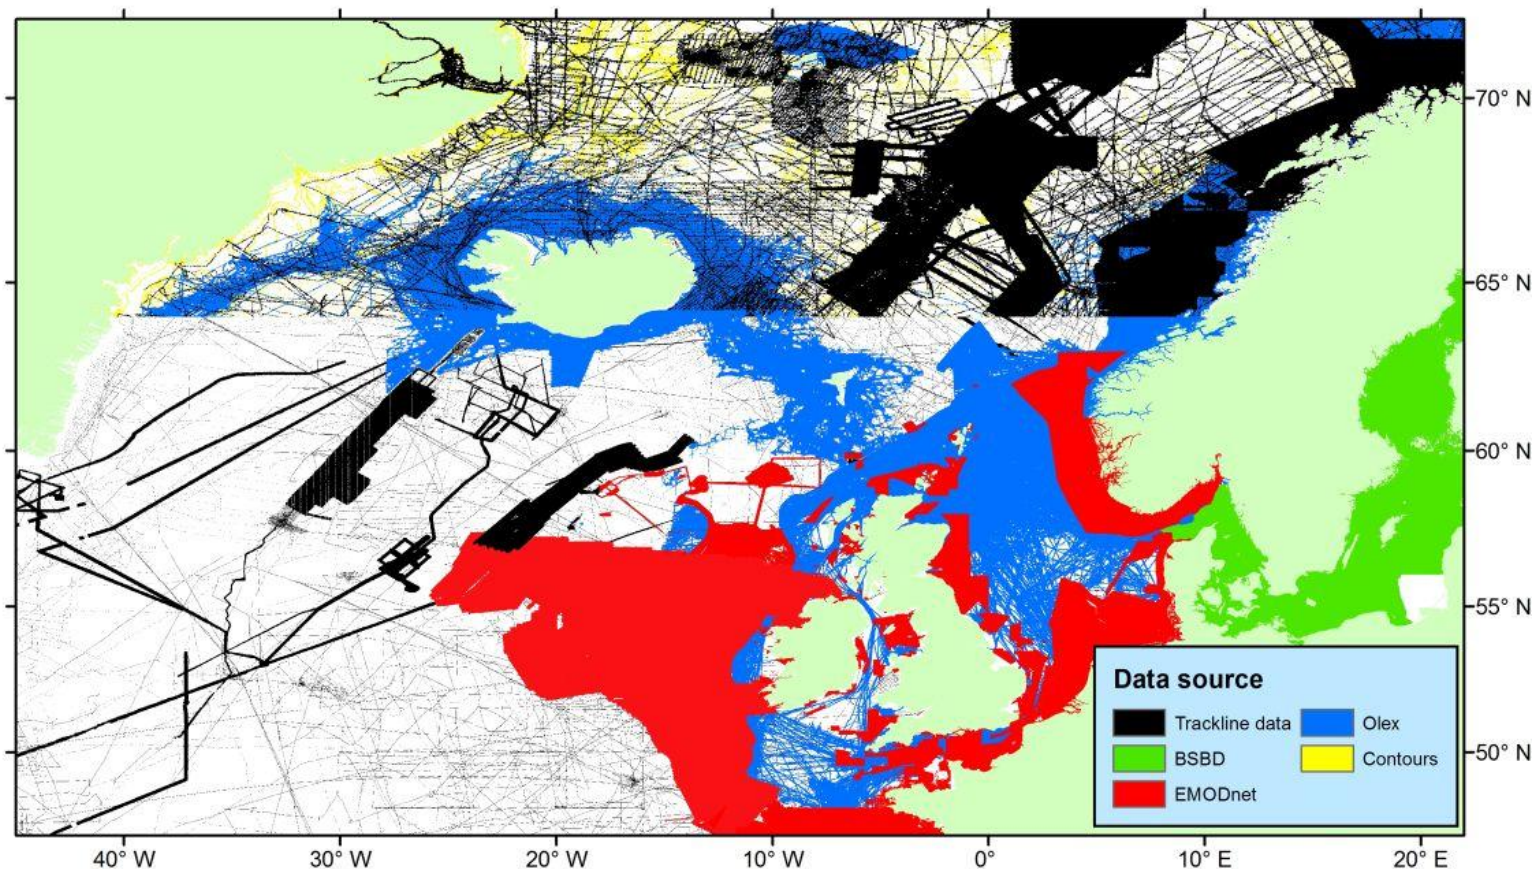 70° N
65° N
60° N
55° N
50° N
Data source
Trackline data Olex
BSBD Contours
EMODnet
40° W 30° W 20° W 10° W 0° 10° E 20° E